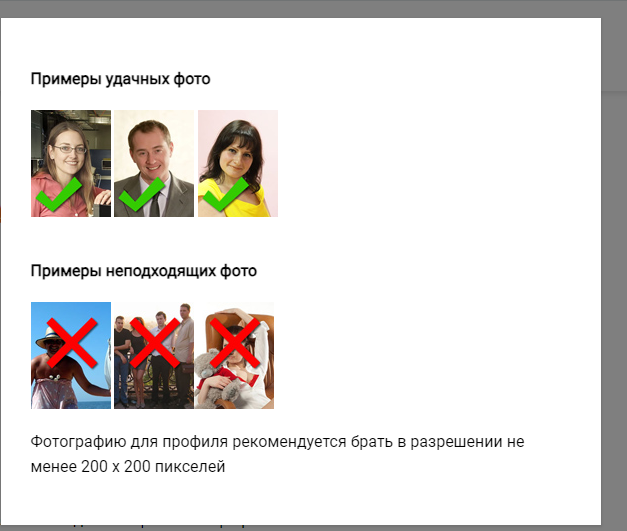 Примеры удачных фото
Примеры неподходящих фото
Фотографию для профиля рекомендуется брать в разрешении не
менее 200 х 200 пикселей